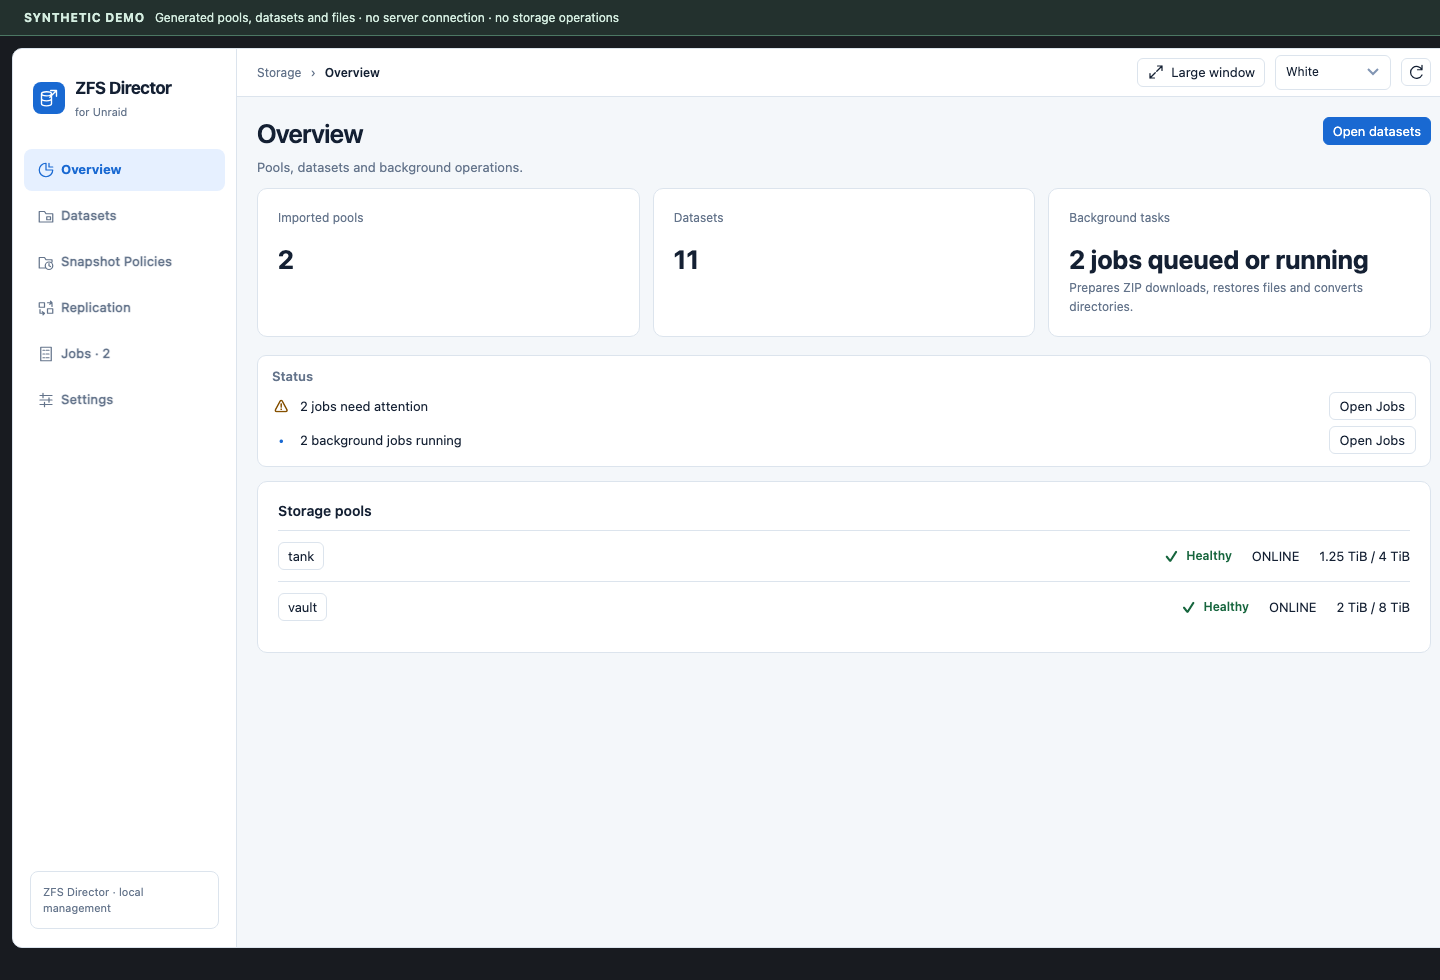 SYNTHETIC DEMO Generated pools, datasets and files · no server connection · no storage operations
ZFS Director
for Unraid
Overview
Datasets
Snapshot Policies
Replication
Jobs · 2
Settings
ZFS Director · local
management
Storage › Overview
Large window
White
Overview
Open datasets
Pools, datasets and background operations.
Imported pools
2
Datasets
11
Background tasks
2 jobs queued or running
Prepares ZIP downloads, restores files and converts
directories.
Status
2 jobs need attention
Open Jobs
2 background jobs running
Open Jobs
Storage pools
tank Healthy ONLINE 1.25 TiB / 4 TiB
vault Healthy ONLINE 2 TiB / 8 TiB